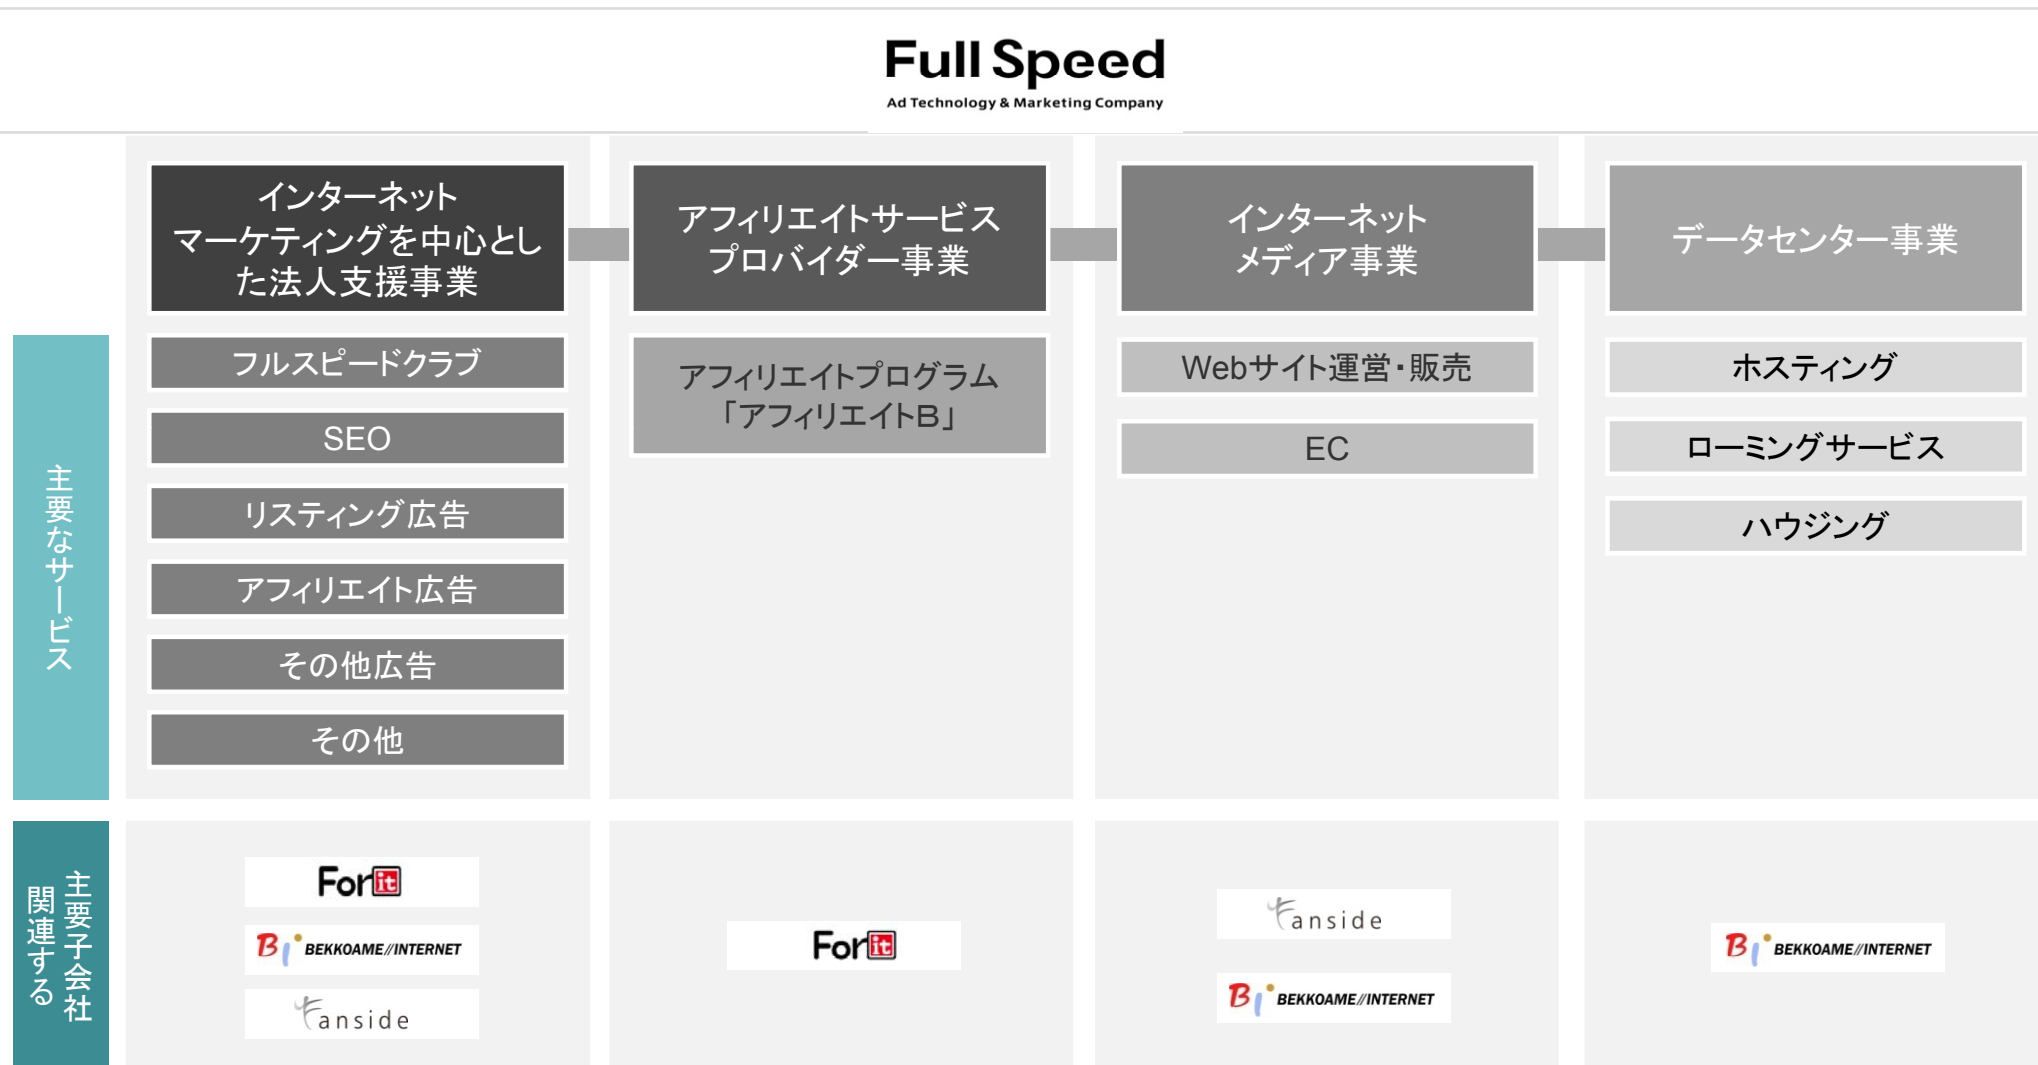 Full Speed
Ad Technology & Marketing Company
インターネット
マーケティングを中心とし
た法人支援事業
アフィリエイトサービス
プロバイダー事業
インターネット
メディア事業
データセンター事業
主要なサービス
フルスピードクラブ
SEO
リスティング広告
アフィリエイト広告
その他広告
その他
アフィリエイトプログラム
「アフィリエイトB」
Webサイト運営・販売
EC
ホスティング
ローミングサービス
ハウジング
関連する
主要子会社
Forit
BI BEKKOAME//INTERNET
Fanside
Forit
Fanside
BI BEKKOAME//INTERNET
BI BEKKOAME//INTERNET